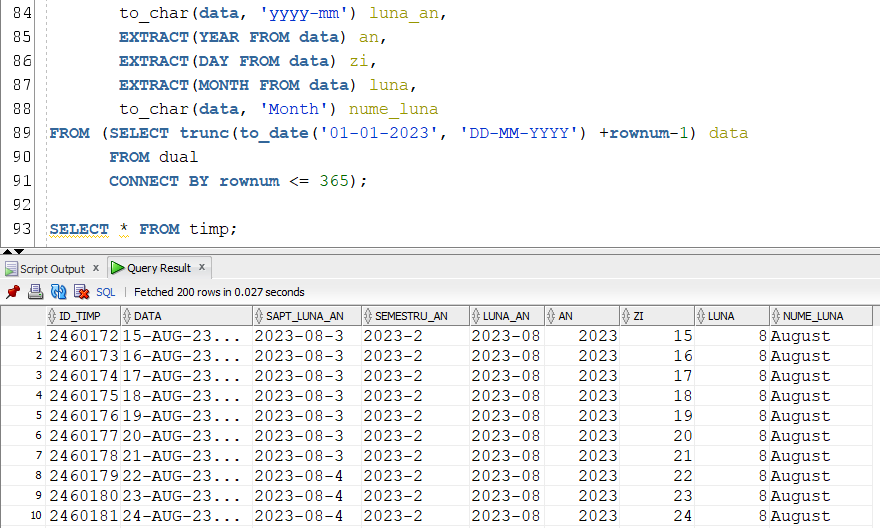 84 to_char(data, 'yyyy-mm') luna_an,
85 EXTRACT(YEAR FROM data) an,
86 EXTRACT(DAY FROM data) zi,
87 EXTRACT(MONTH FROM data) luna,
88 to_char(data, 'Month') nume_luna
89 FROM (SELECT trunc(to_date('01-01-2023', 'DD-MM-YYYY') +rownum-1) data
90 FROM dual
91 CONNECT BY rownum <= 365);
92
93 SELECT * FROM timp;
Script Output x Query Result x
SQL | Fetched 200 rows in 0.027 seconds
ID_TIMP DATA SAPT_LUNA_AN SEMESTRU_AN LUNA_AN AN ZI LUNA NUME_LUNA
1 2460172 15-AUG-23... 2023-08-3 2023-2 2023-08 2023 15 8 August
2 2460173 16-AUG-23... 2023-08-3 2023-2 2023-08 2023 16 8 August
3 2460174 17-AUG-23... 2023-08-3 2023-2 2023-08 2023 17 8 August
4 2460175 18-AUG-23... 2023-08-3 2023-2 2023-08 2023 18 8 August
5 2460176 19-AUG-23... 2023-08-3 2023-2 2023-08 2023 19 8 August
6 2460177 20-AUG-23... 2023-08-3 2023-2 2023-08 2023 20 8 August
7 2460178 21-AUG-23... 2023-08-3 2023-2 2023-08 2023 21 8 August
8 2460179 22-AUG-23... 2023-08-4 2023-2 2023-08 2023 22 8 August
9 2460180 23-AUG-23... 2023-08-4 2023-2 2023-08 2023 23 8 August
10 2460181 24-AUG-23... 2023-08-4 2023-2 2023-08 2023 24 8 August